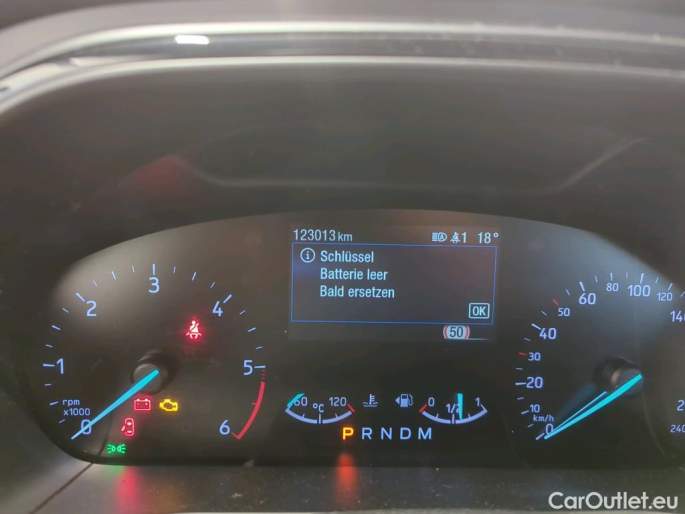 123013 km 1 18°
Schlüssel
Batterie leer
Bald ersetzen
OK
50
1 2 3 4 5 6
rpm
x1000
0
60 °C 120
0 1/2 1
P R N D M
0 10 20 30 40 50 60 80 100 120
km/h
240
CarOutlet.eu